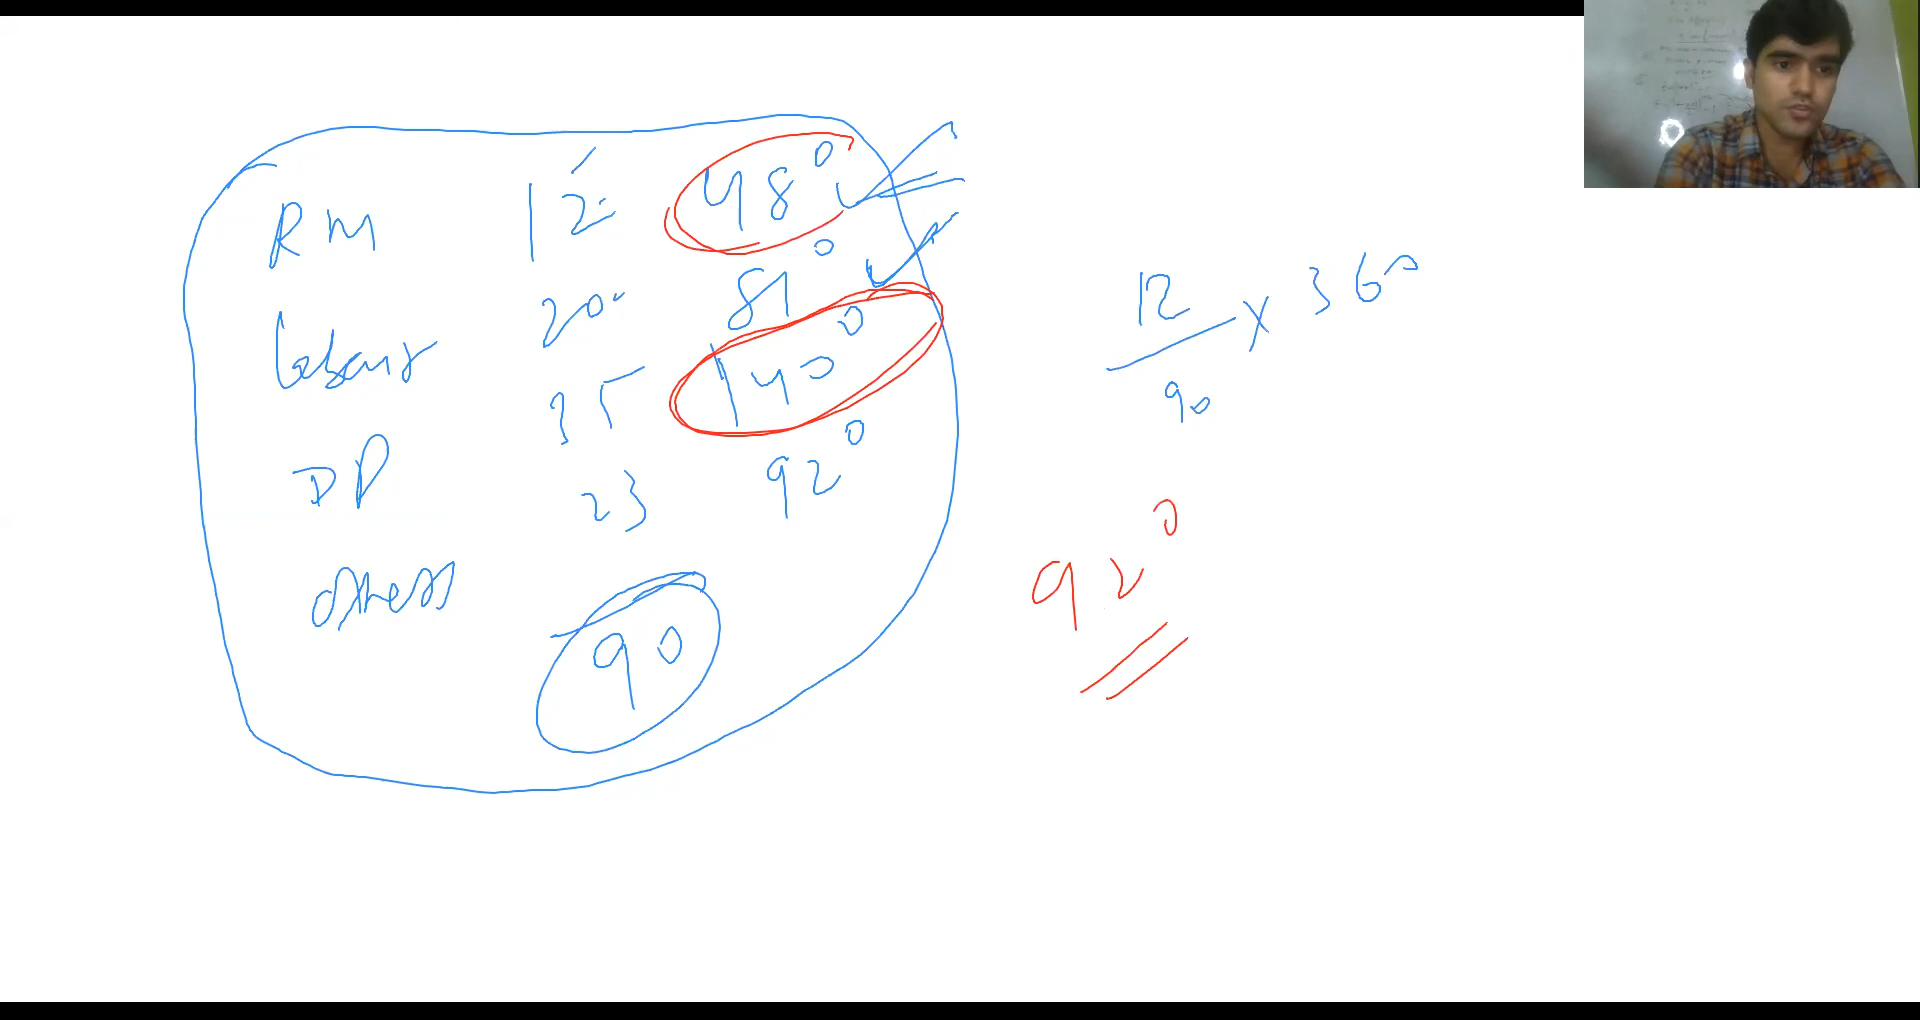 RM 12 48°
Labour 20 81°
DP 35 140°
others 23 92°
90
12
90
x 360
92°